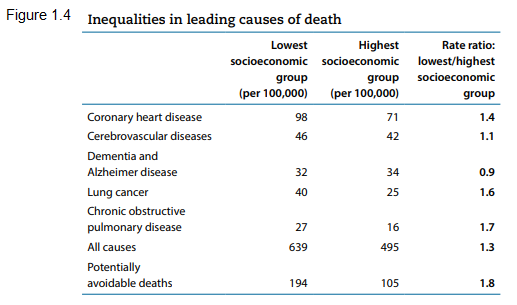 Figure 1.4
Inequalities in leading causes of death
Lowest socioeconomic group (per 100,000) Highest socioeconomic group (per 100,000) Rate ratio: lowest/highest socioeconomic group
Coronary heart disease 98 71 1.4
Cerebrovascular diseases 46 42 1.1
Dementia and
Alzheimer disease 32 34 0.9
Lung cancer 40 25 1.6
Chronic obstructive
pulmonary disease 27 16 1.7
All causes 639 495 1.3
Potentially
avoidable deaths 194 105 1.8